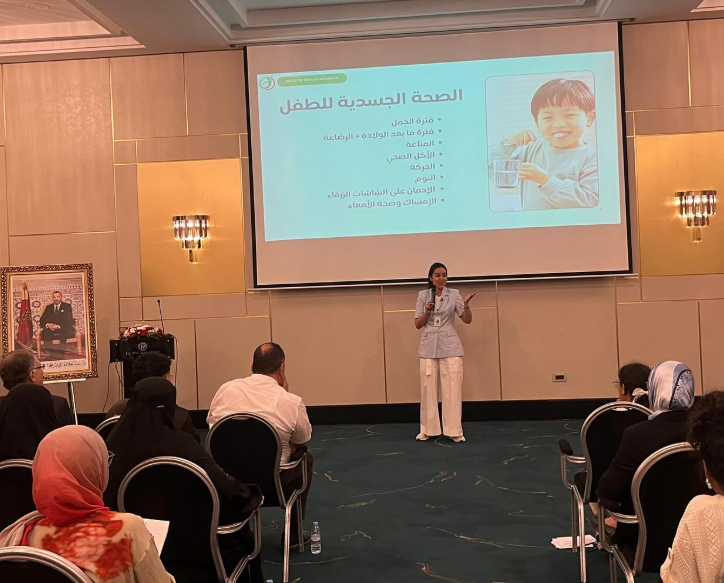 الصحة الجسدية للطفل
• فترة الحمل
• فترة ما بعد الولادة + الرضاعة
• المناعة
• الأكل الصحي
• الحركة
• النوم
• الإدمان على الشاشات الزرقاء
• الإمساك وصحة الأمعاء